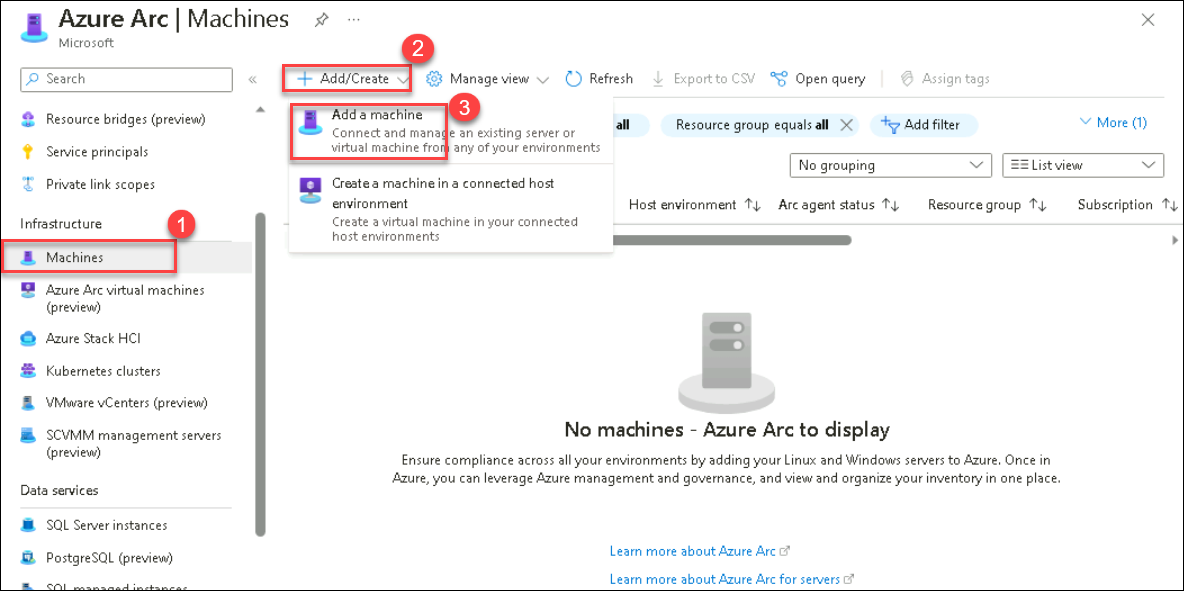 Azure Arc | Machines
Microsoft
Search
Resource bridges (preview)
Service principals
Private link scopes
Infrastructure
1
Machines
Azure Arc virtual machines
(preview)
Azure Stack HCI
Kubernetes clusters
VMware vCenters (preview)
SCVMM management servers
(preview)
Data services
SQL Server instances
PostgreSQL (preview)
SQL managed instances
2
Add/Create
Manage view
Refresh
Export to CSV
Open query
Assign tags
3
Add a machine
Connect and manage an existing server or
virtual machine from any of your environments
Create a machine in a connected host
environment
Create a virtual machine in your connected
host environments
all
Resource group equals all
Add filter
More (1)
No grouping
List view
Host environment
Arc agent status
Resource group
Subscription
No machines - Azure Arc to display
Ensure compliance across all your environments by adding your Linux and Windows servers to Azure. Once in
Azure, you can leverage Azure management and governance, and view and organize your inventory in one place.
Learn more about Azure Arc
Learn more about Azure Arc for servers